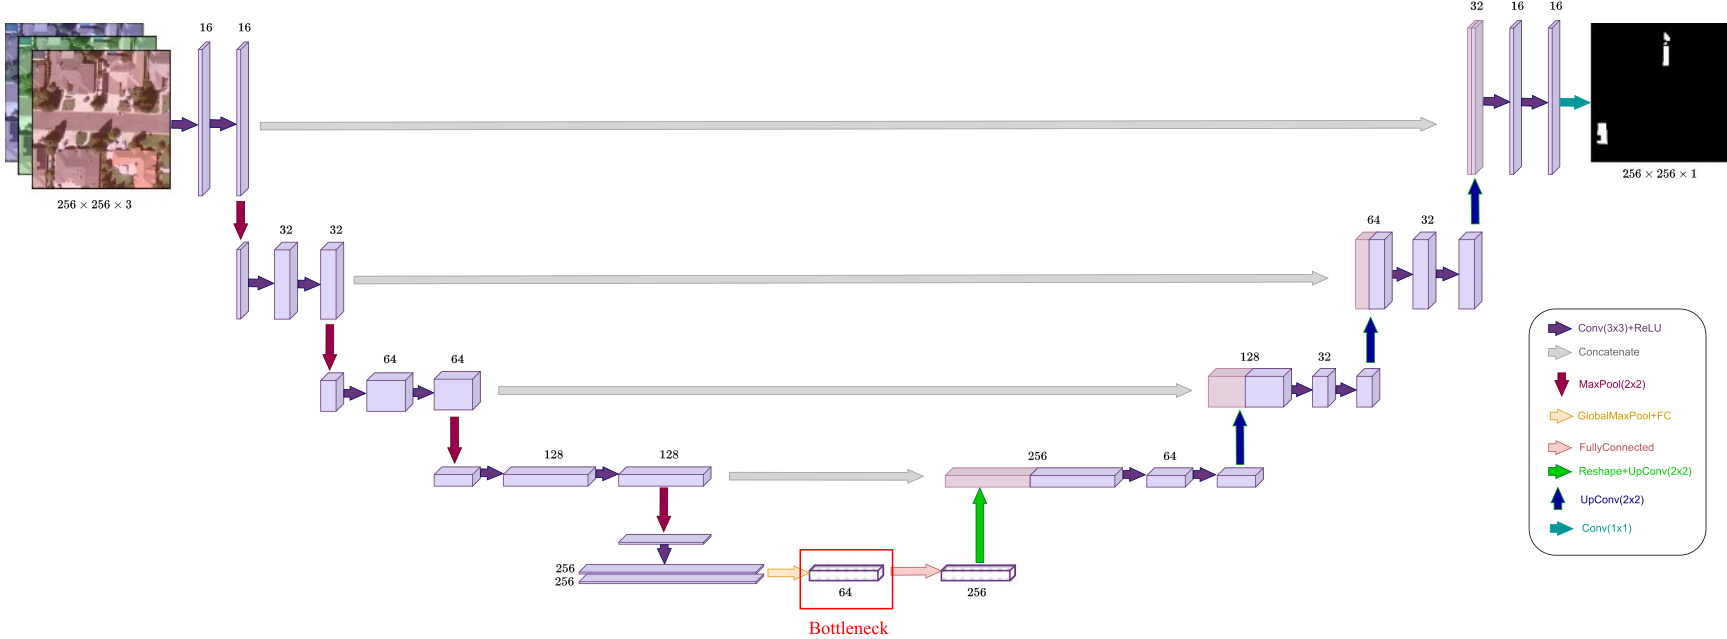 16 16
32 16 16
256 × 256 × 3
256 × 256 × 1
32 32
64 32
64 64
128 32
128 128
256 64
256
256
64
256
Bottleneck
Conv(3x3)+ReLU
Concatenate
MaxPool(2x2)
GlobalMaxPool+FC
FullyConnected
Reshape+UpConv(2x2)
UpConv(2x2)
Conv(1x1)